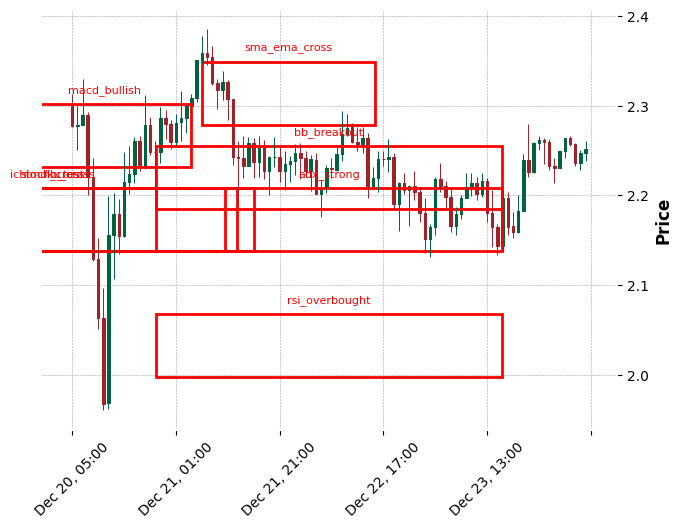 2.4
sma_ema_cross
macd_bullish
2.3
bb_breakout
adx_strong
2.2
Price
2.1
rsi_overbought
2.0
Dec 20, 05:00
Dec 21, 01:00
Dec 21, 21:00
Dec 22, 17:00
Dec 23, 13:00